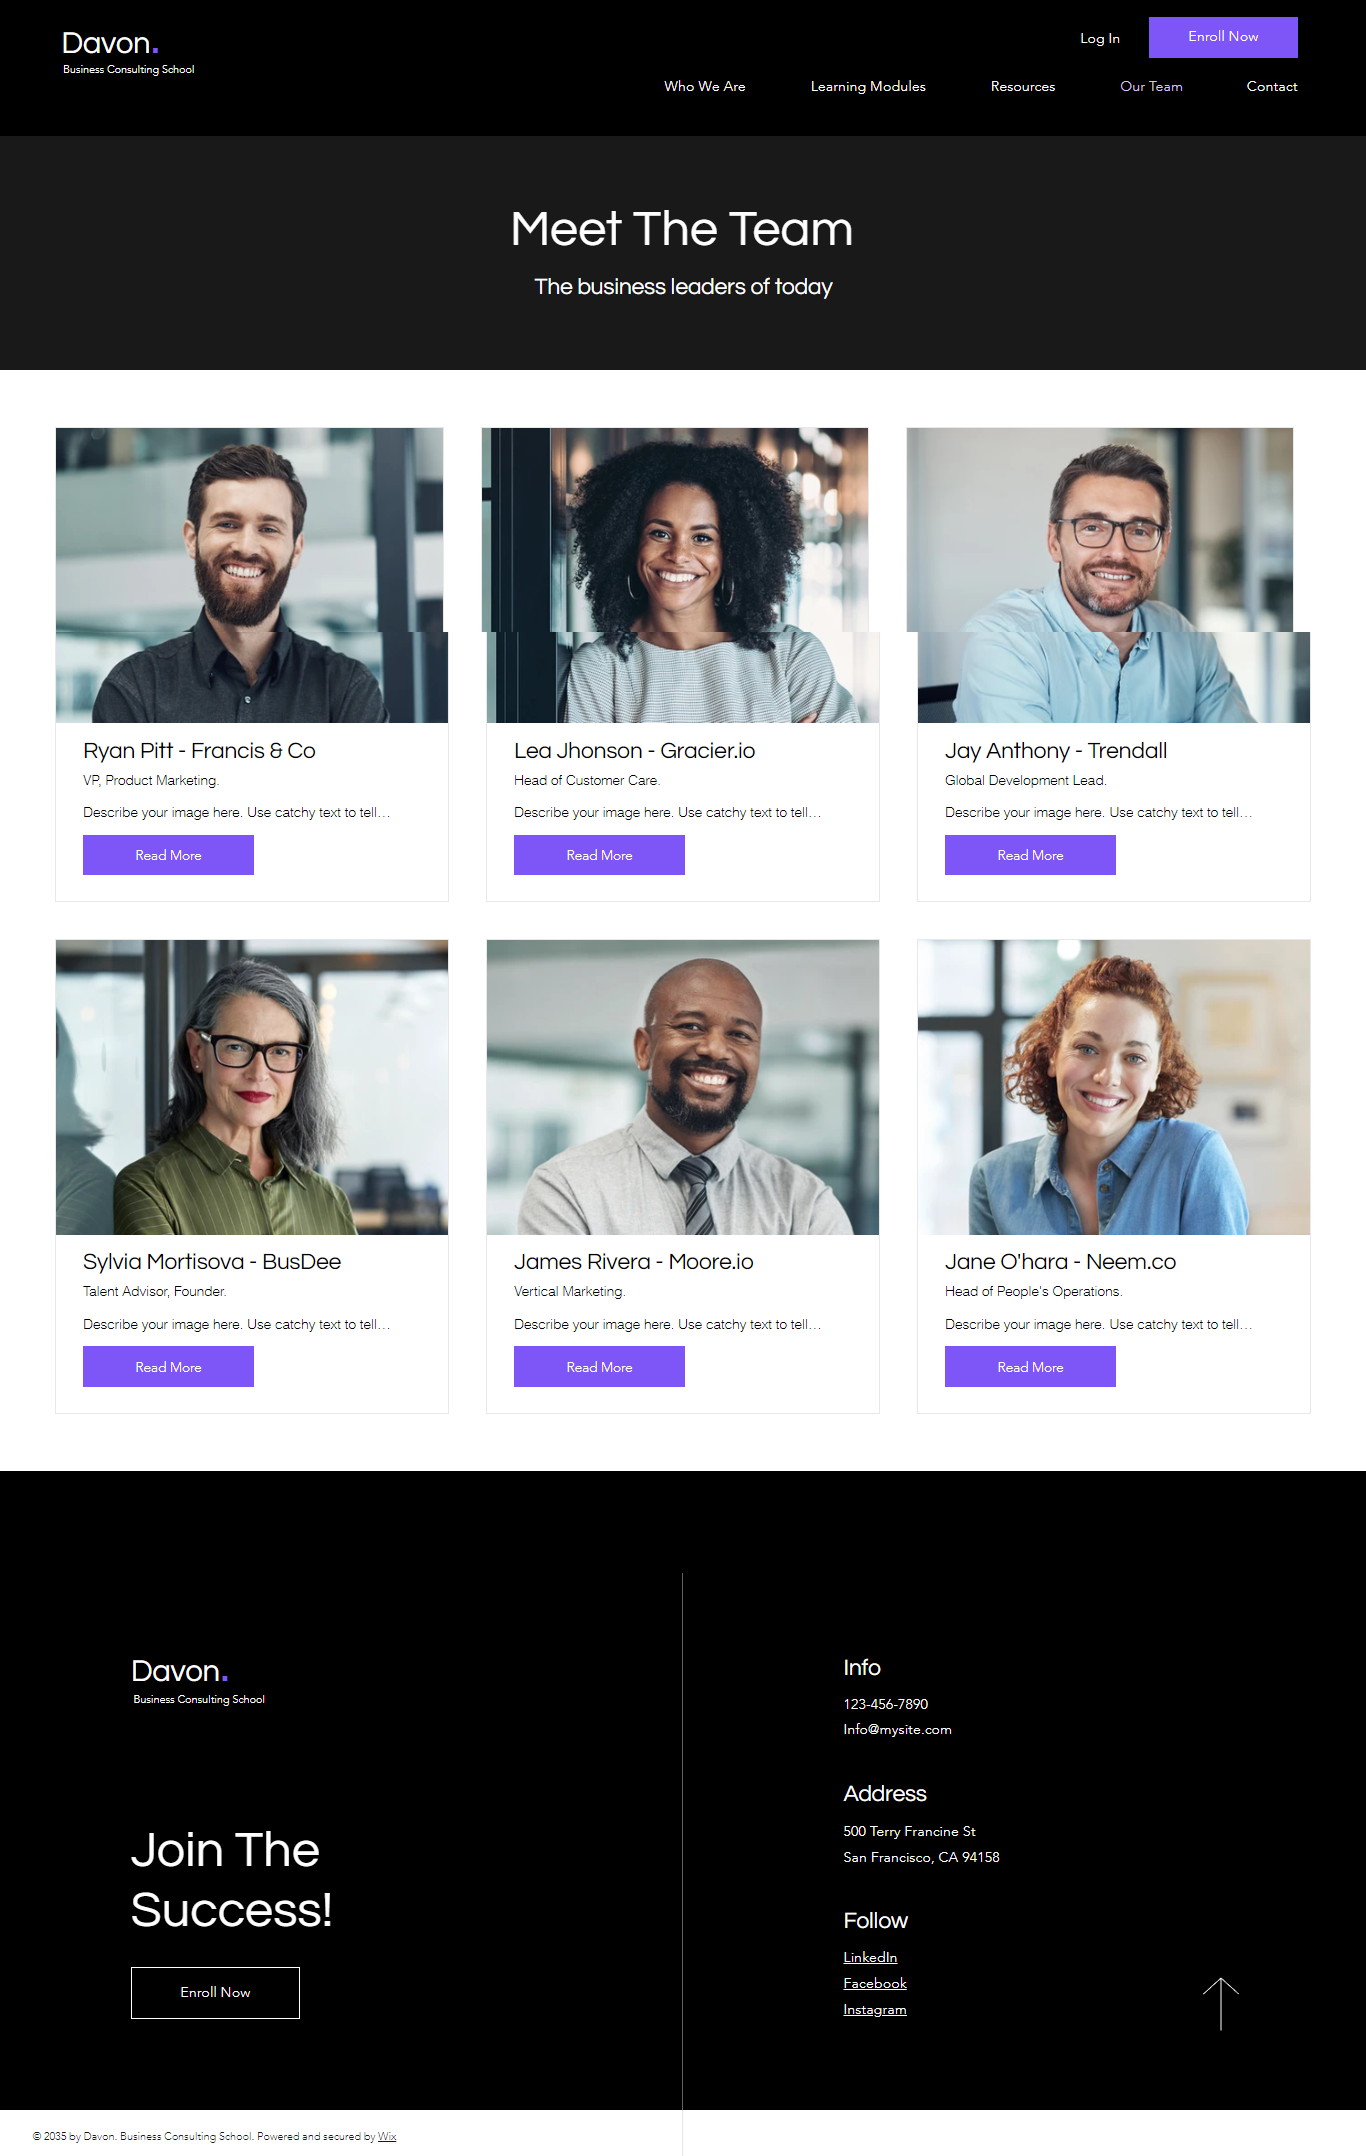 Davon.
Business Consulting School
Log In
Enroll Now
Who We Are
Learning Modules
Resources
Our Team
Contact
Meet The Team
The business leaders of today
Ryan Pitt - Francis & Co
VP, Product Marketing.
Describe your image here. Use catchy text to tell…
Read More
Lea Jhonson - Gracier.io
Head of Customer Care.
Describe your image here. Use catchy text to tell…
Read More
Jay Anthony - Trendall
Global Development Lead.
Describe your image here. Use catchy text to tell…
Read More
Sylvia Mortisova - BusDee
Talent Advisor, Founder.
Describe your image here. Use catchy text to tell…
Read More
James Rivera - Moore.io
Vertical Marketing.
Describe your image here. Use catchy text to tell…
Read More
Jane O'hara - Neem.co
Head of People's Operations.
Describe your image here. Use catchy text to tell…
Read More
Davon.
Business Consulting School
Join The
Success!
Enroll Now
Info
123-456-7890
Info@mysite.com
Address
500 Terry Francine St
San Francisco, CA 94158
Follow
LinkedIn
Facebook
Instagram
© 2035 by Davon. Business Consulting School. Powered and secured by Wix